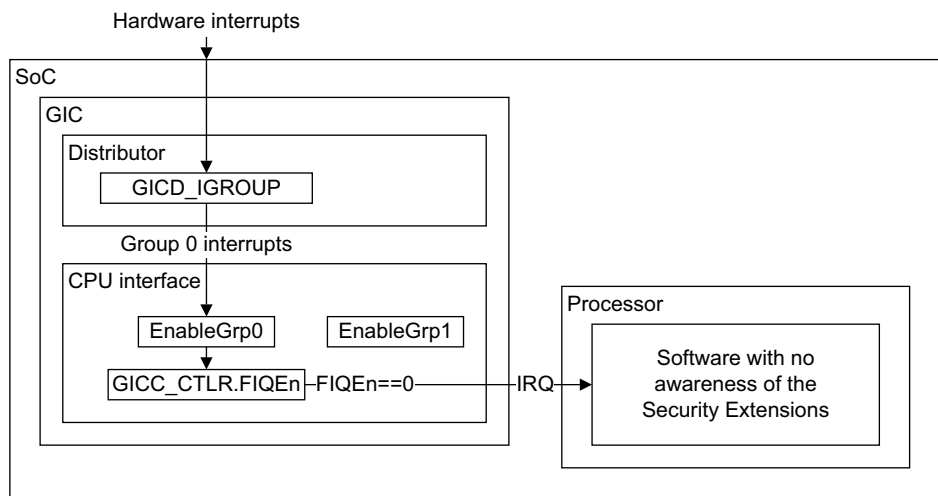 Hardware interrupts
SoC
GIC
Distributor
GICD_IGROUP
Group 0 interrupts
CPU interface
EnableGrp0
EnableGrp1
GICC_CTLR.FIQEn
FIQEn==0
IRQ
Processor
Software with no
awareness of the
Security Extensions